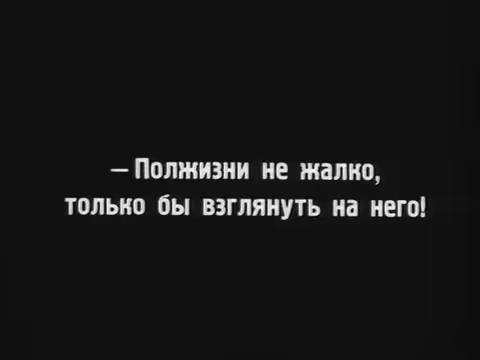 — Полжизни не жалко,
только бы взглянуть на него!